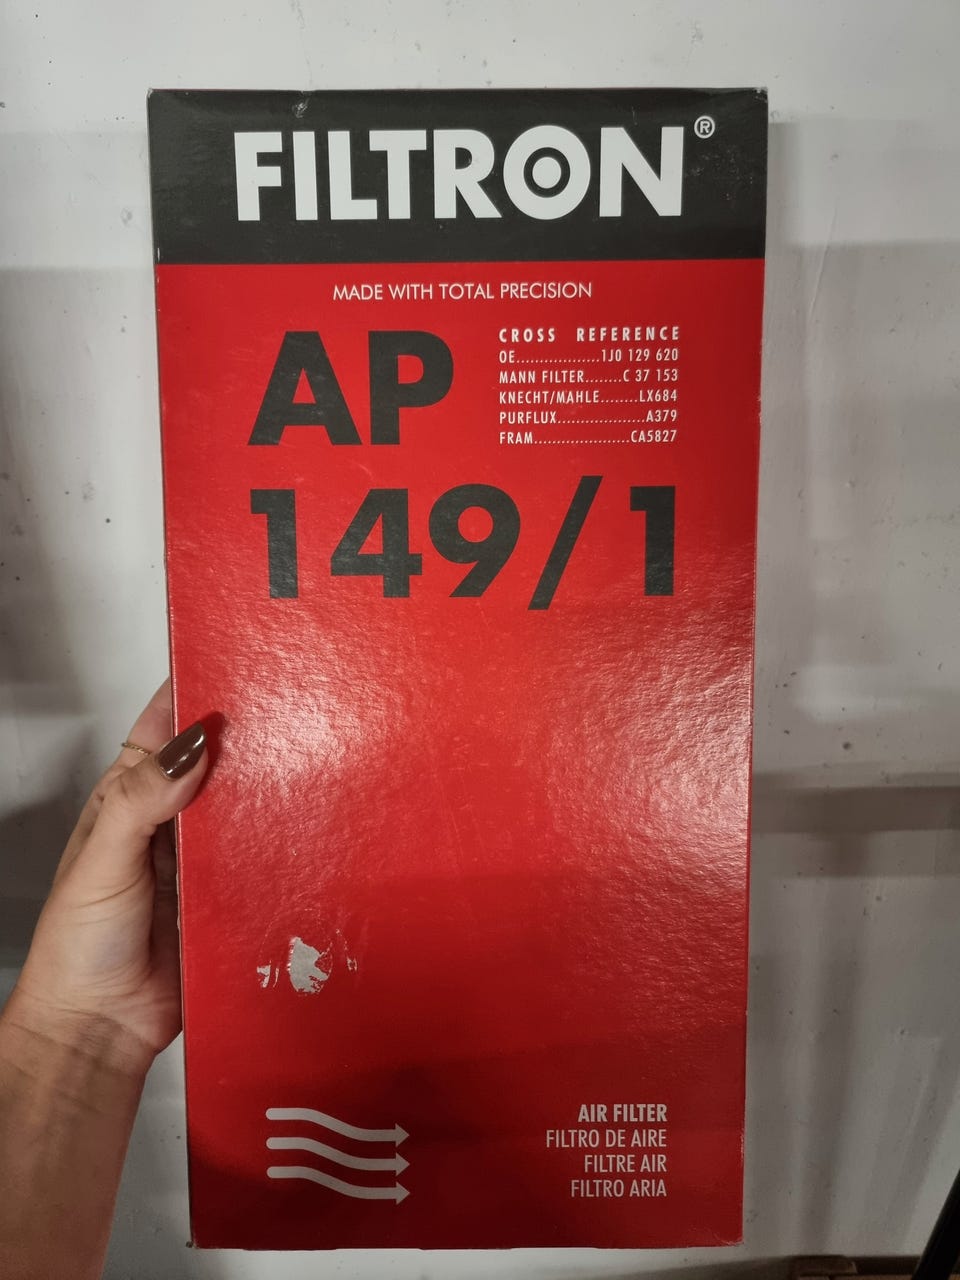 FILTRON®
MADE WITH TOTAL PRECISION
AP
149/1
CROSS REFERENCE
OE..................1J0 129 620
MANN FILTER........C 37 153
KNECHT/MAHLE........LX684
PURFLUX...................A379
FRAM.....................CA5827
AIR FILTER
FILTRO DE AIRE
FILTRE AIR
FILTRO ARIA